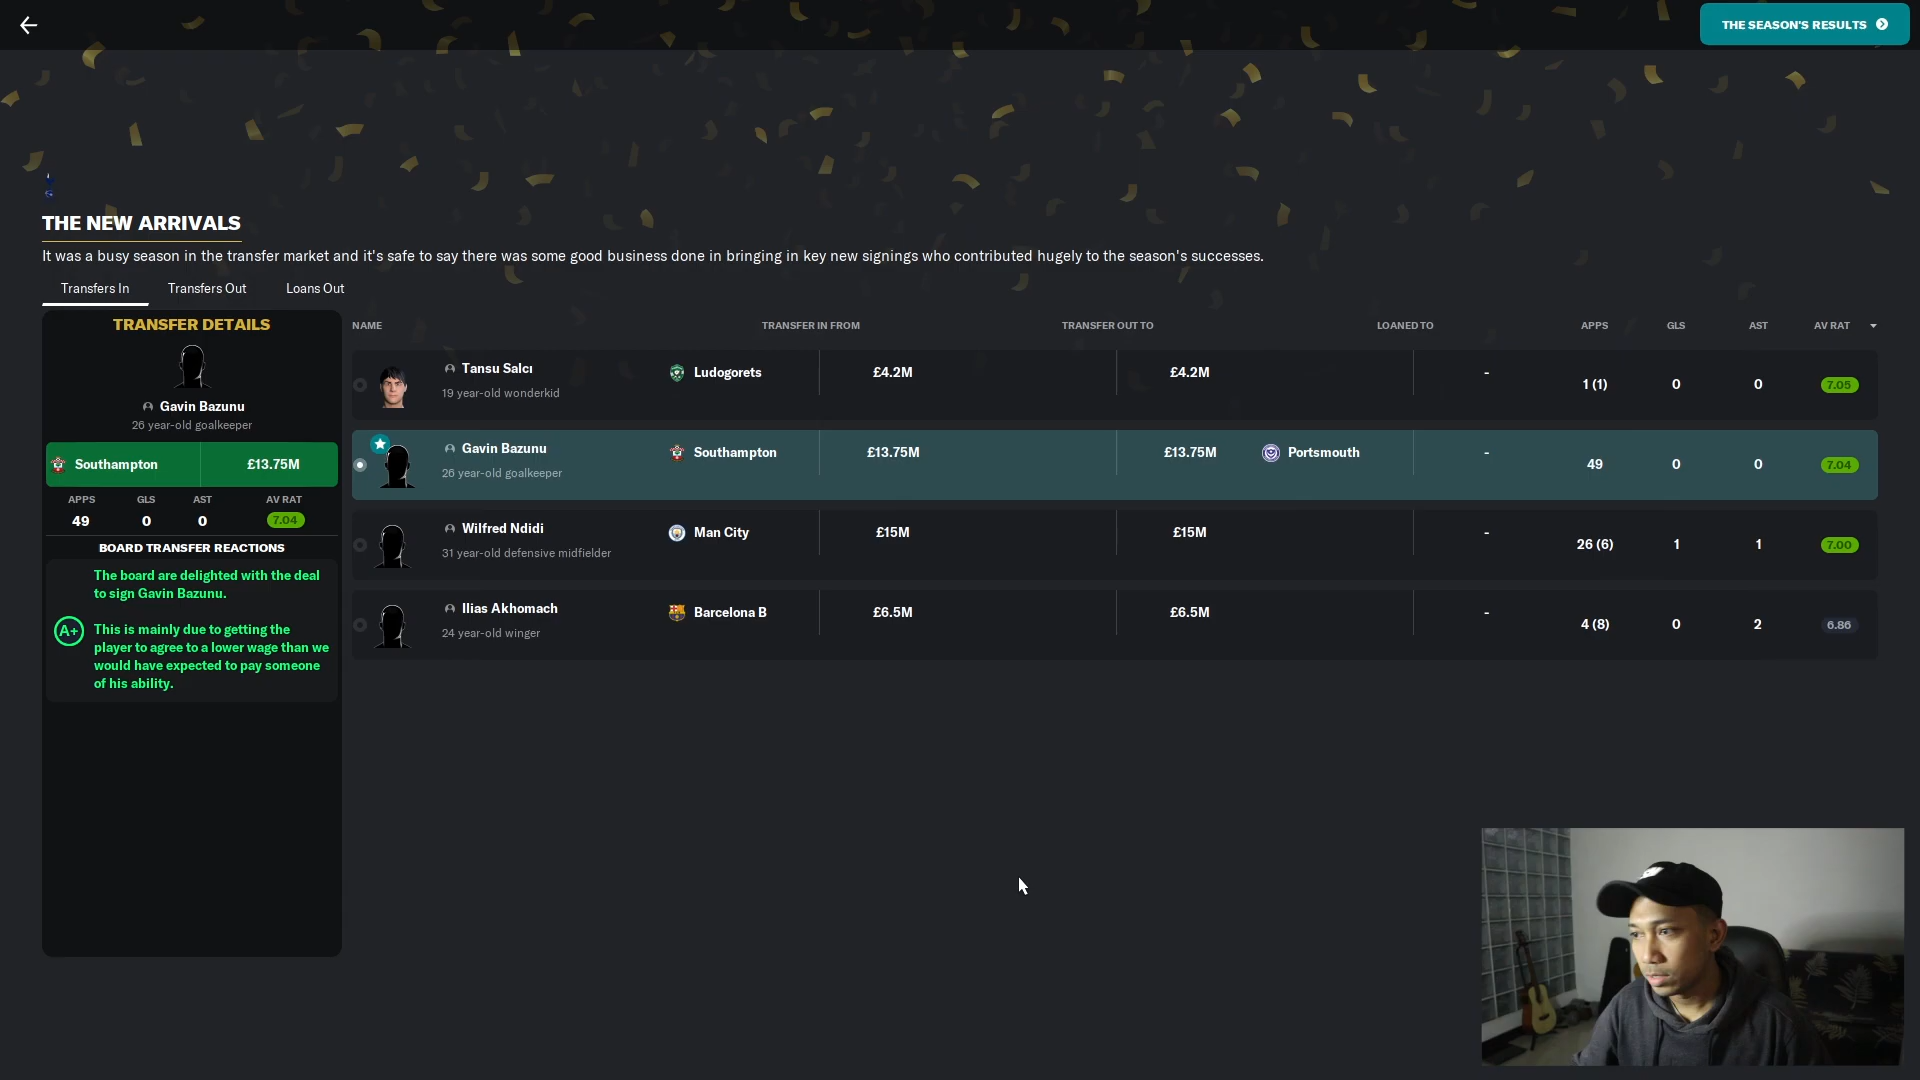 THE SEASON'S RESULTS
THE NEW ARRIVALS
It was a busy season in the transfer market and it's safe to say there was some good business done in bringing in key new signings who contributed hugely to the season's successes.
Transfers In Transfers Out Loans Out
TRANSFER DETAILS
Gavin Bazunu
26 year-old goalkeeper
Southampton £13.75M
APPS GLS AST AV RAT
49 0 0 7.04
BOARD TRANSFER REACTIONS
A+
The board are delighted with the deal
to sign Gavin Bazunu.
This is mainly due to getting the
player to agree to a lower wage than we
would have expected to pay someone
of his ability.
NAME TRANSFER IN FROM TRANSFER OUT TO LOANED TO APPS GLS AST AV RAT
Tansu Salcı Ludogorets £4.2M £4.2M - 1 (1) 0 0 7.05
19 year-old wonderkid
Gavin Bazunu Southampton £13.75M £13.75M Portsmouth - 49 0 0 7.04
26 year-old goalkeeper
Wilfred Ndidi Man City £15M £15M - 26 (6) 1 1 7.00
31 year-old defensive midfielder
Ilias Akhomach Barcelona B £6.5M £6.5M - 4 (8) 0 2 6.86
24 year-old winger